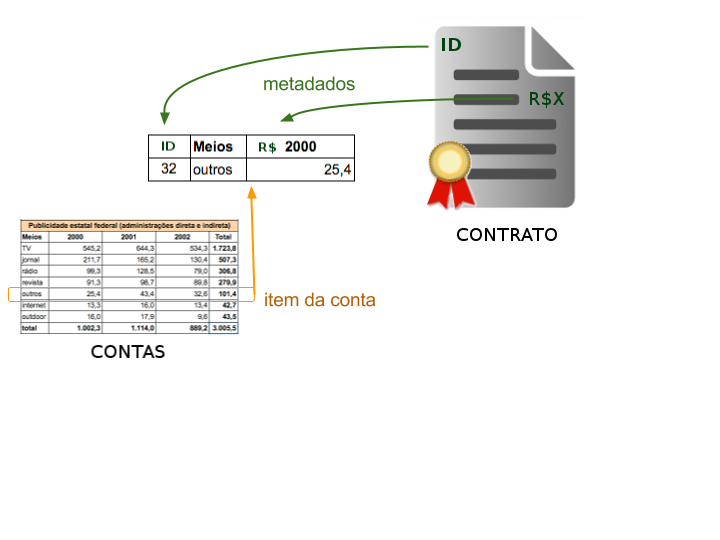 ID
metadados
R$X
ID Meios R$ 2000
32 outros 25,4
CONTRATO
Publicidade estatal federal (administrações direta e indireta)
Meios 2000 2001 2002 Total
TV 545,2 644,3 534,3 1.723,8
jornal 211,7 165,2 130,4 507,3
rádio 99,3 128,5 79,0 306,8
revista 91,3 98,7 89,8 279,9
outros 25,4 43,4 32,6 101,4
internet 13,3 16,0 13,4 42,7
outdoor 16,0 17,9 9,6 43,5
total 1.002,3 1.114,0 889,2 3.005,5
item da conta
CONTAS